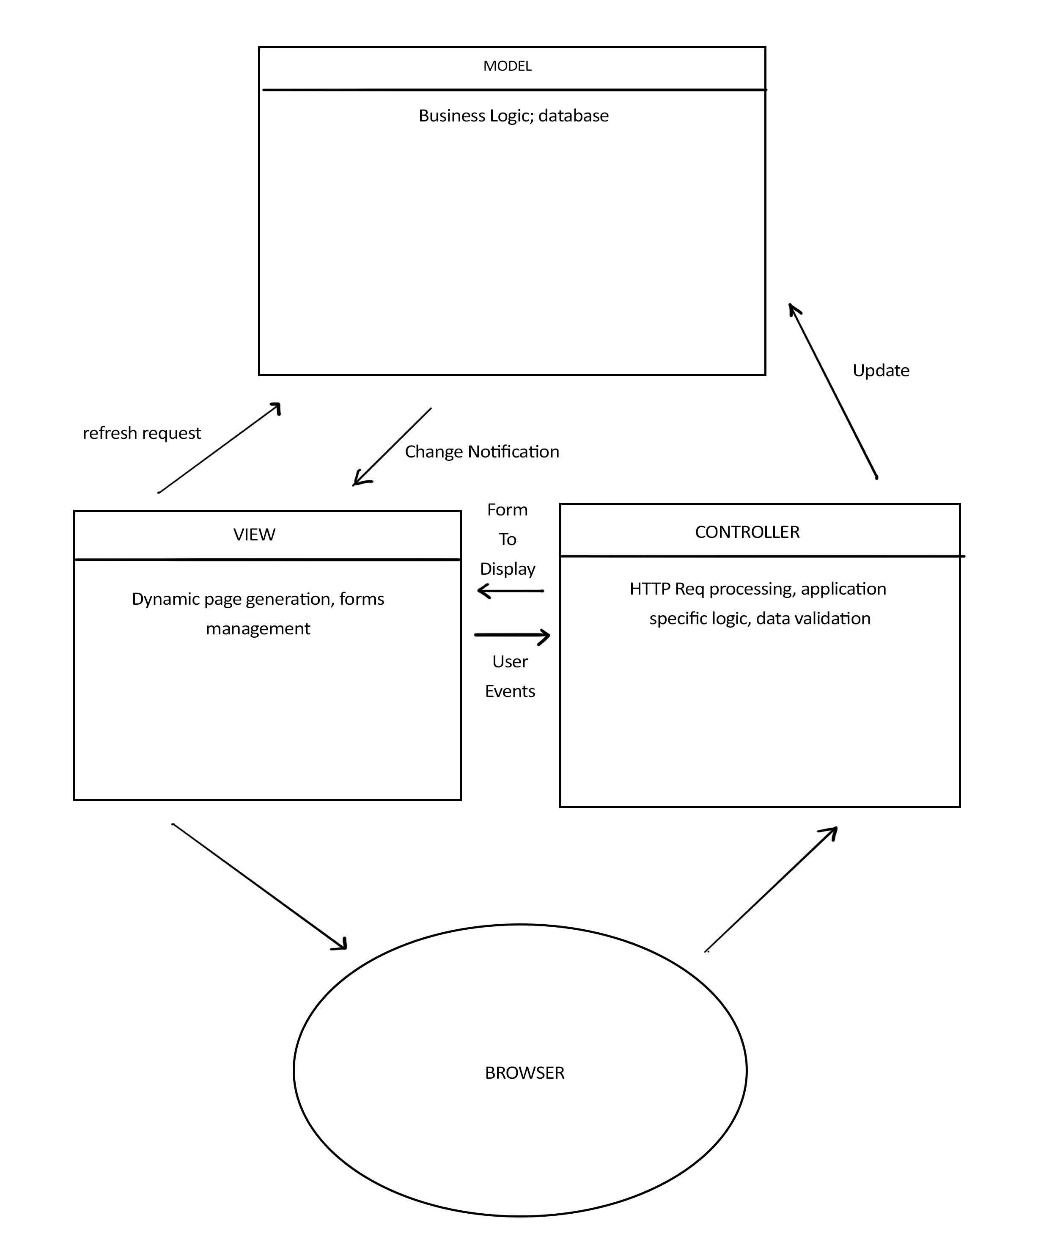 MODEL
Business Logic; database
Update
refresh request
Change Notification
Form
To
Display
VIEW
CONTROLLER
Dynamic page generation, forms
management
HTTP Req processing, application
specific logic, data validation
User
Events
BROWSER